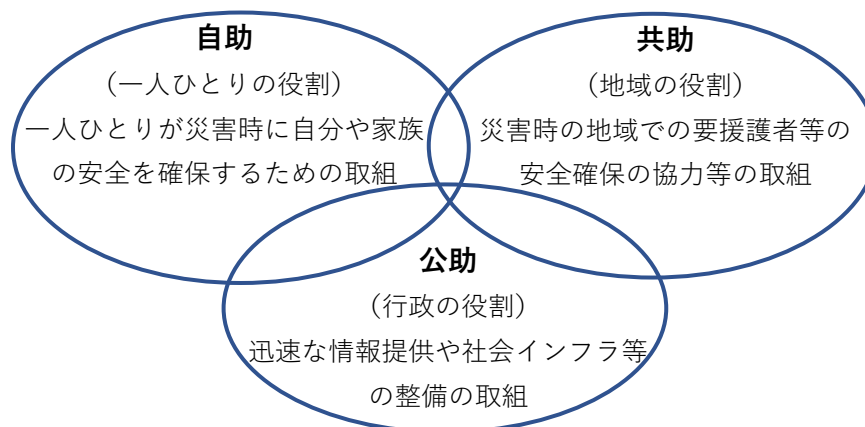 自助
（一人ひとりの役割）
一人ひとりが災害時に自分や家族
の安全を確保するための取組
共助
（地域の役割）
災害時の地域での要援護者等の
安全確保の協力等の取組
公助
（行政の役割）
迅速な情報提供や社会インフラ等
の整備の取組